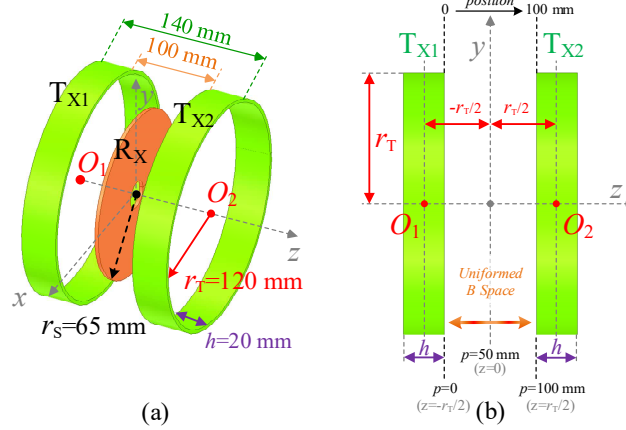 (a)
140 mm
100 mm
T_X1
y
T_X2
R_X
O_1
O_2
z
x
r_T=120 mm
r_S=65 mm
h=20 mm
(b)
0 position 100 mm
T_X1
y
T_X2
-r_T/2
r_T/2
r_T
z
O_1
O_2
Uniformed
B Space
h
p=50 mm
(z=0)
h
p=0
(z=-r_T/2)
p=100 mm
(z=r_T/2)